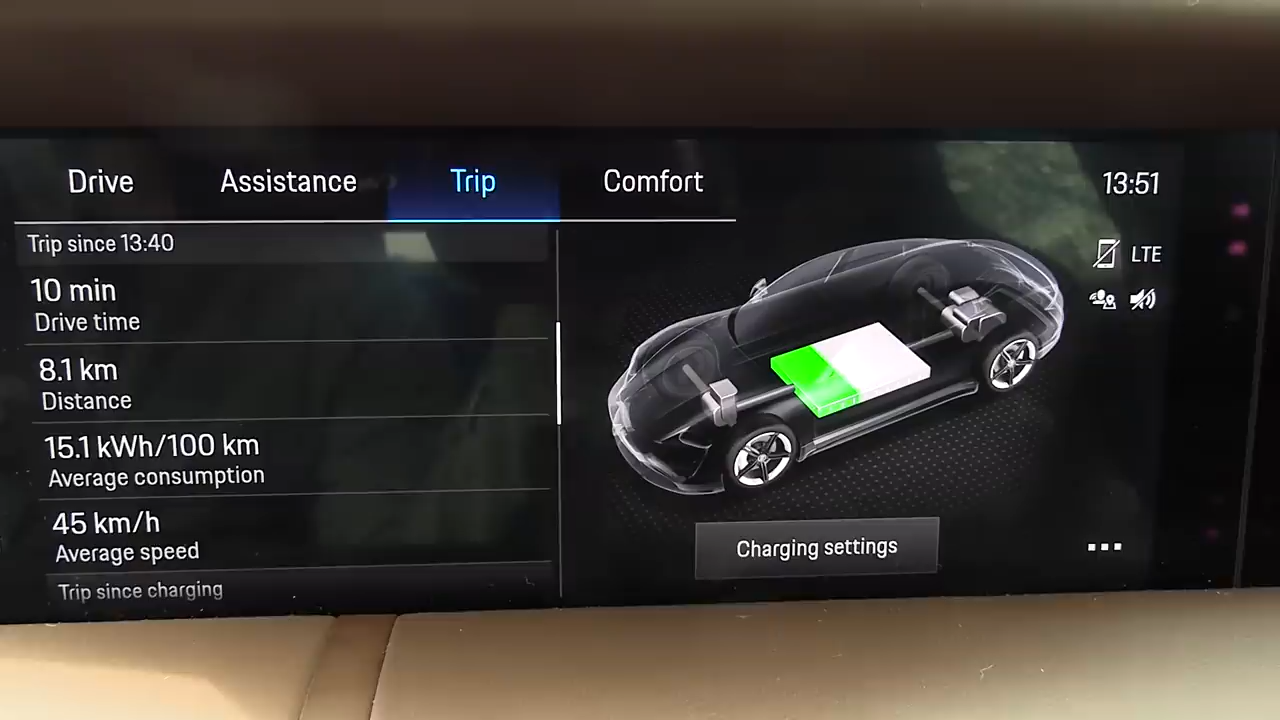 Drive Assistance Trip Comfort
13:51
Trip since 13:40
LTE
10 min
Drive time
8.1 km
Distance
15.1 kWh/100 km
Average consumption
45 km/h
Average speed
Charging settings
Trip since charging